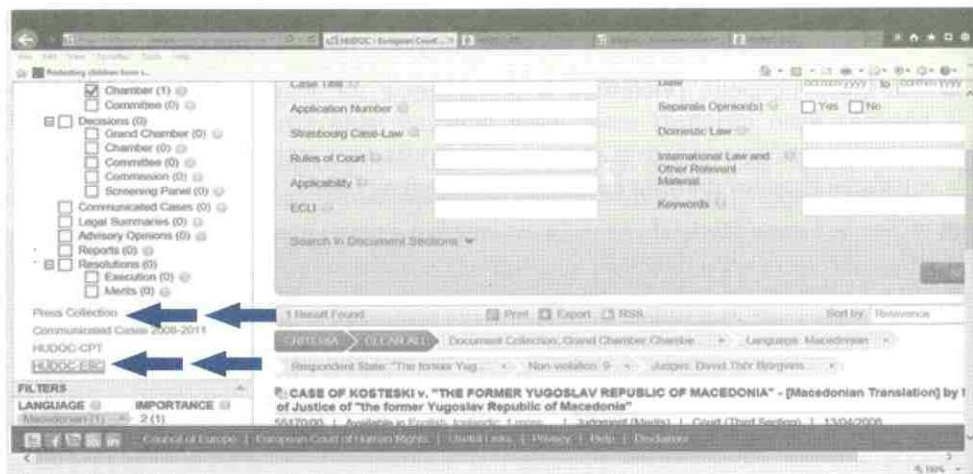 HUDOC - European Court...
Protecting children from s...
Chamber (1)
Committee (0)
Decisions (0)
Grand Chamber (0)
Chamber (0)
Committee (0)
Commission (0)
Screening Panel (0)
Communicated Cases (0)
Legal Summaries (0)
Advisory Opinions (0)
Reports (0)
Resolutions (0)
Execution (0)
Merits (0)
Press Collection
Communicated Cases 2008-2011
HUDOC-CPT
HUDOC-ESC
FILTERS
LANGUAGE IMPORTANCE
Macedonian (1) 2 (1)
Case Title
Application Number
Strasbourg Case-Law
Rules of Court
Applicability
ECLI
Search In Document Sections
Date to
Separate Opinion(s) Yes No
Domestic Law
International Law and
Other Relevant
Material
Keywords
1 Result Found Print Export RSS Sort by: Relevance
CRITERIA CLEAR ALL Document Collection: Grand Chamber, Chambe... Language: Macedonian
Respondent State: "The former Yug... Non-violation: 9 Judges: David Thór Björgvins...
CASE OF KOSTESKI v. "THE FORMER YUGOSLAV REPUBLIC OF MACEDONIA" - [Macedonian Translation] by
of Justice of "the former Yugoslav Republic of Macedonia"
55170/00 | Available in English, Icelandic, 1 more... | Judgment (Merits) | Court (Third Section) | 13/04/2006
Council of Europe | European Court of Human Rights | Useful Links | Privacy | Help | Disclaimer
100%